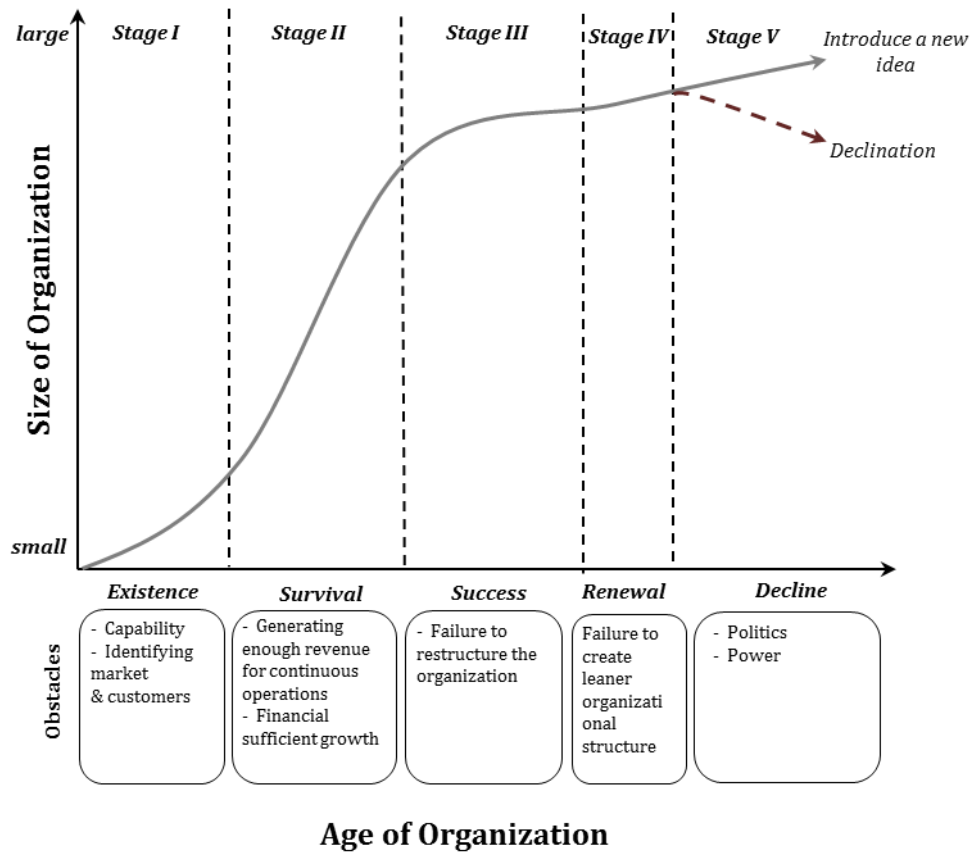 large
Stage I
Stage II
Stage III
Stage IV
Stage V
Introduce a new
idea
Declination
Size of Organization
small
Existence
Survival
Success
Renewal
Decline
Obstacles
- Capability
- Identifying
market
& customers
- Generating
enough revenue
for continuous
operations
- Financial
sufficient growth
- Failure to
restructure the
organization
Failure to
create
leaner
organizati
onal
structure
- Politics
- Power
Age of Organization